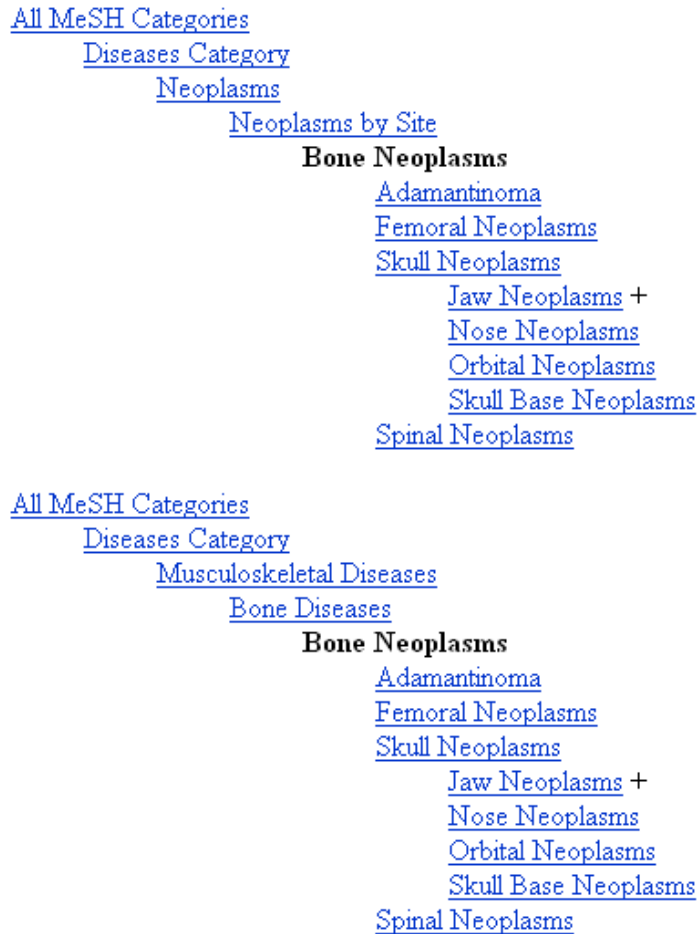 All MeSH Categories
Diseases Category
Neoplasms
Neoplasms by Site
Bone Neoplasms
Adamantinoma
Femoral Neoplasms
Skull Neoplasms
Jaw Neoplasms +
Nose Neoplasms
Orbital Neoplasms
Skull Base Neoplasms
Spinal Neoplasms
All MeSH Categories
Diseases Category
Musculoskeletal Diseases
Bone Diseases
Bone Neoplasms
Adamantinoma
Femoral Neoplasms
Skull Neoplasms
Jaw Neoplasms +
Nose Neoplasms
Orbital Neoplasms
Skull Base Neoplasms
Spinal Neoplasms